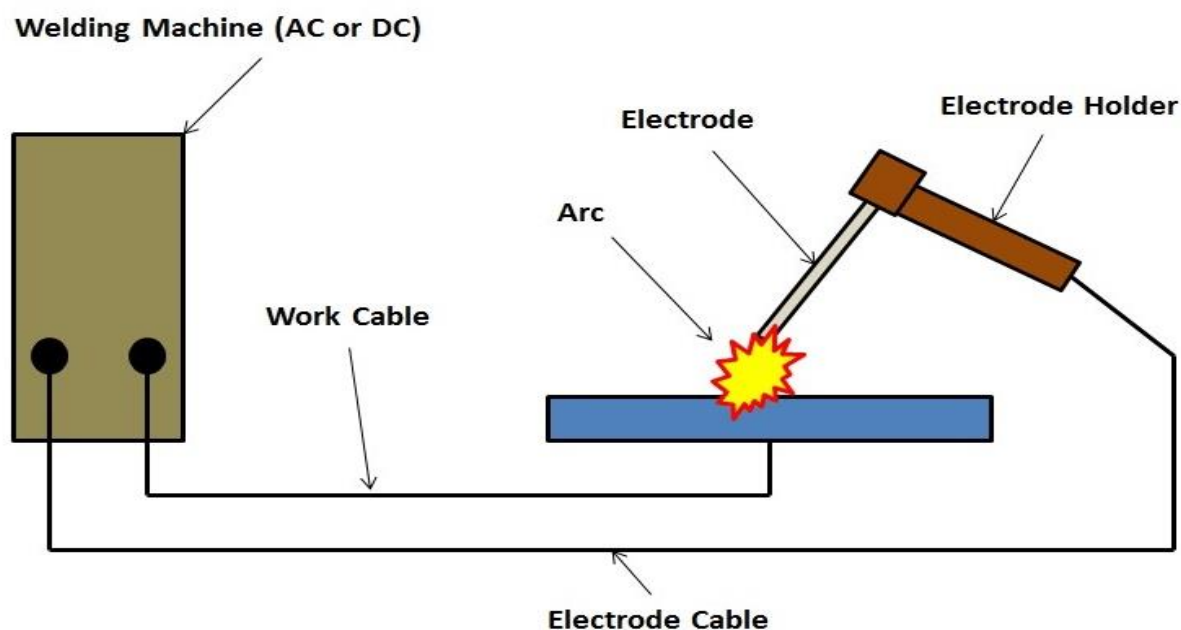 Welding Machine (AC or DC)
Electrode Holder
Electrode
Arc
Work Cable
Electrode Cable